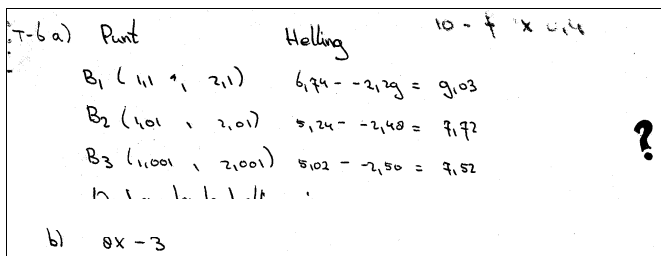 T-6 a) Punt Helling
B1 (1,1 , 2,1) 6,74 - -2,29 = 9,03
B2 (1,01 , 2,01) 5,24 - -2,48 = 7,72
B3 (1,001 , 2,001) 5,02 - -2,50 = 7,52
?
b) 8x - 3